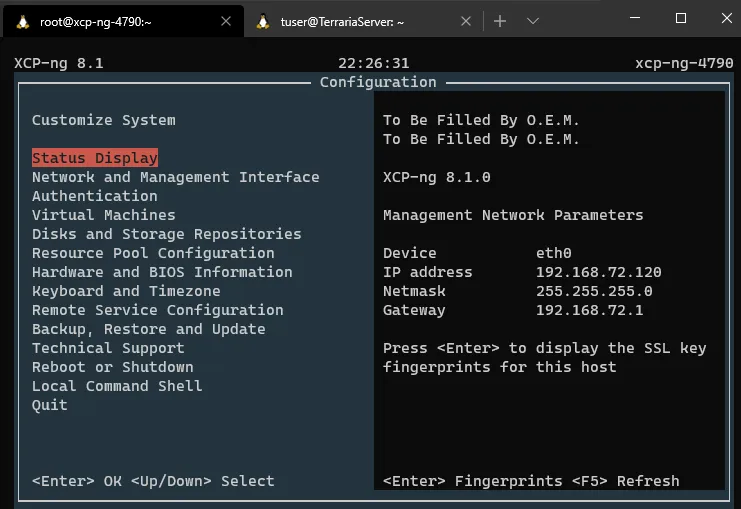 root@xcp-ng-4790:~ tuser@TerrariaServer: ~
XCP-ng 8.1 22:26:31 xcp-ng-4790
Configuration
Customize System
Status Display
Network and Management Interface
Authentication
Virtual Machines
Disks and Storage Repositories
Resource Pool Configuration
Hardware and BIOS Information
Keyboard and Timezone
Remote Service Configuration
Backup, Restore and Update
Technical Support
Reboot or Shutdown
Local Command Shell
Quit
<Enter> OK <Up/Down> Select
To Be Filled By O.E.M.
To Be Filled By O.E.M.
XCP-ng 8.1.0
Management Network Parameters
Device eth0
IP address 192.168.72.120
Netmask 255.255.255.0
Gateway 192.168.72.1
Press <Enter> to display the SSL key
fingerprints for this host
<Enter> Fingerprints <F5> Refresh